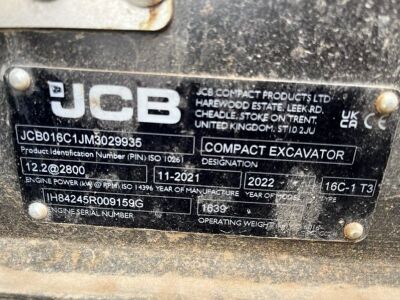 JCB
JCB COMPACT PRODUCTS LTD
HAREWOOD ESTATE, LEEK RD
CHEADLE, STOKE ON TRENT.
UNITED KINGDOM. ST10 2JU
UK
CA CE
JCB016C1JM3029935
Product Identification Number (PIN) ISO 10261
COMPACT EXCAVATOR
DESIGNATION
12.2@2800
11-2021
2022
16C-1 T3
ENGINE POWER (kW @ RPM) ISO 14396
YEAR OF MANUFACTURE
YEAR OF MODEL
TYPE
IH84245R009159G
1639
ENGINE SERIAL NUMBER
OPERATING WEIGHT